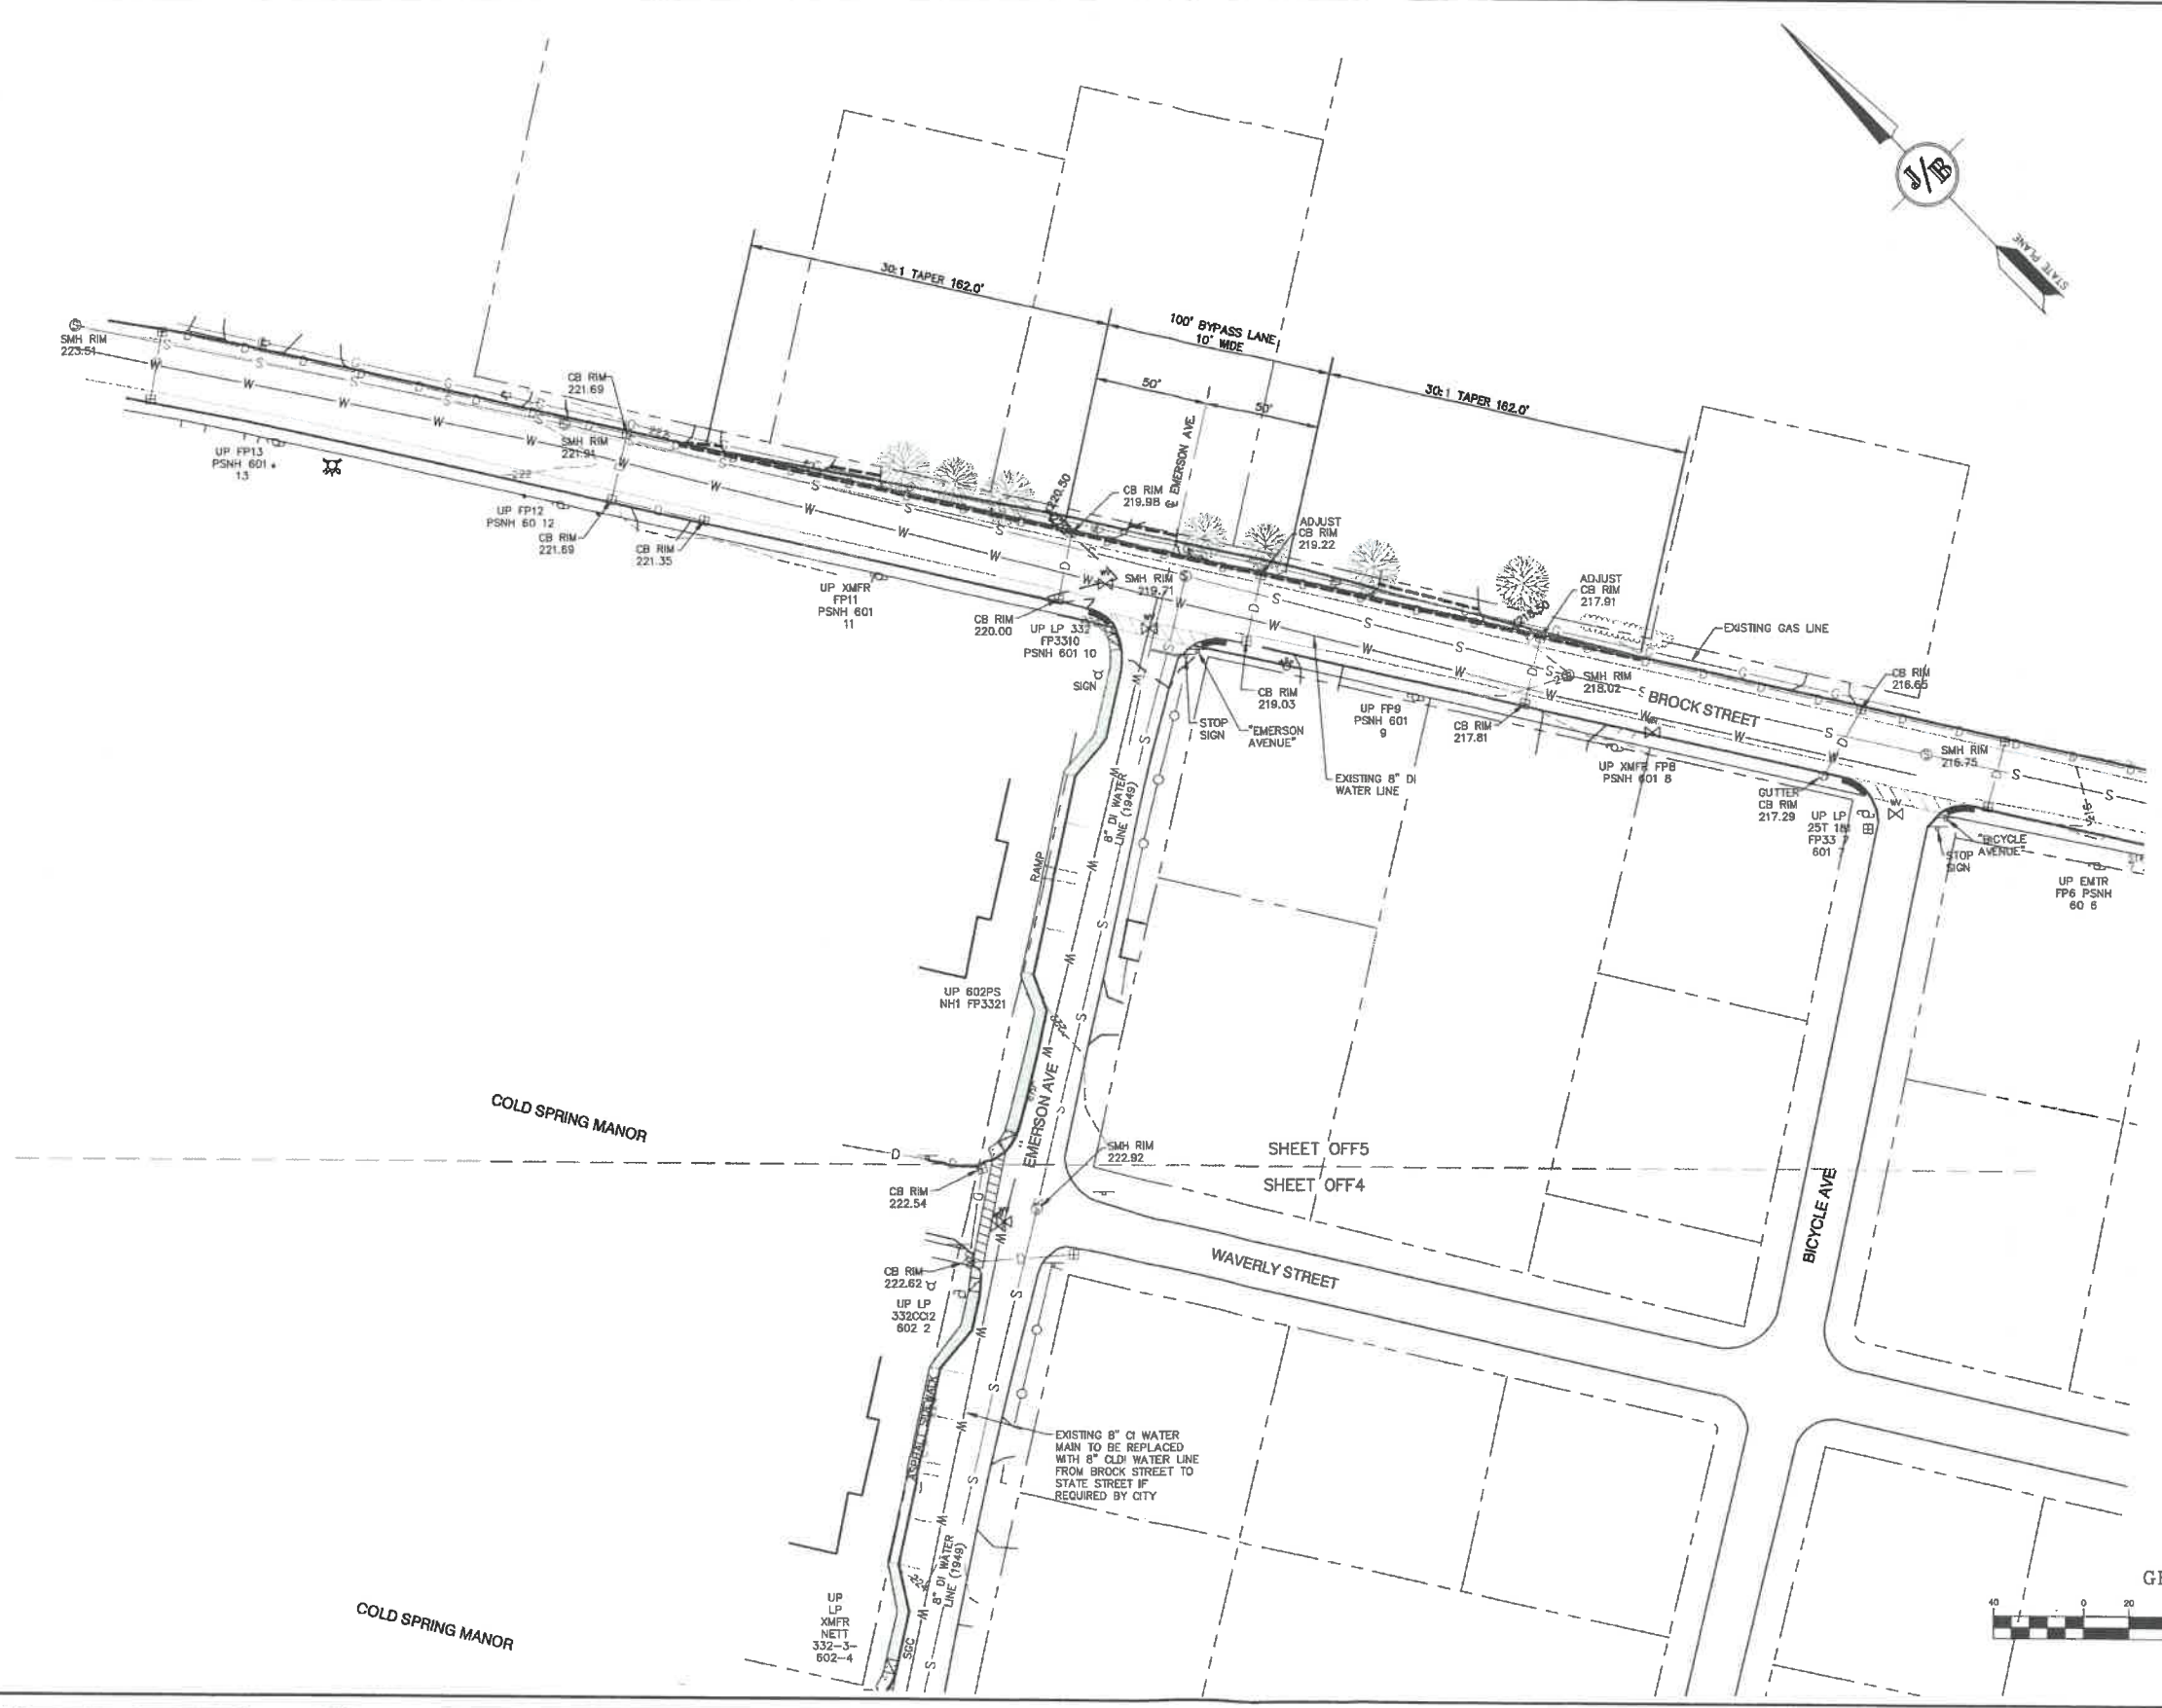 J/B
STATE PLANE
30:1 TAPER 162.0'
100' BYPASS LANE
10' WIDE
50'
50'
30:1 TAPER 162.0'
SMH RIM
223.51
CB RIM
221.69
222
SMH RIM
221.91
UP FP13
PSNH 601
13
222
UP FP12
PSNH 60 12
CB RIM
221.69
CB RIM
221.35
UP XMFR
FP11
PSNH 601
11
220.50
CB RIM
219.98
℄ EMERSON AVE
ADJUST
CB RIM
219.22
SMH RIM
219.71
CB RIM
220.00
UP LP 332
FP3310
PSNH 601 10
SIGN
ADJUST
CB RIM
217.91
EXISTING GAS LINE
CB RIM
216.65
SMH RIM
218.02
BROCK STREET
CB RIM
219.03
STOP
SIGN
"EMERSON
AVENUE"
UP FP9
PSNH 601
9
CB RIM
217.81
EXISTING 8" DI
WATER LINE
UP XMFR FP8
PSNH 601 8
SMH RIM
216.75
GUTTER
CB RIM
217.29
UP LP
25T
FP33 7
601
"BICYCLE
AVENUE"
STOP
SIGN
216
UP EMTR
FP6 PSNH
60 6
8" DI WATER
LINE (1949)
RAMP
UP 602PS
NH1 FP3321
EMERSON AVE
COLD SPRING MANOR
SMH RIM
222.92
SHEET OFF5
SHEET OFF4
CB RIM
222.54
BICYCLE AVE
WAVERLY STREET
CB RIM
222.62
UP LP
332CC12
602 2
ASPHALT SIDEWALK
EXISTING 8" CI WATER
MAIN TO BE REPLACED
WITH 8" CLDI WATER LINE
FROM BROCK STREET TO
STATE STREET IF
REQUIRED BY CITY
8" DI WATER
LINE (1949)
SGC
UP
LP
XMFR
NETT
332-3-
602-4
COLD SPRING MANOR
40 0 20